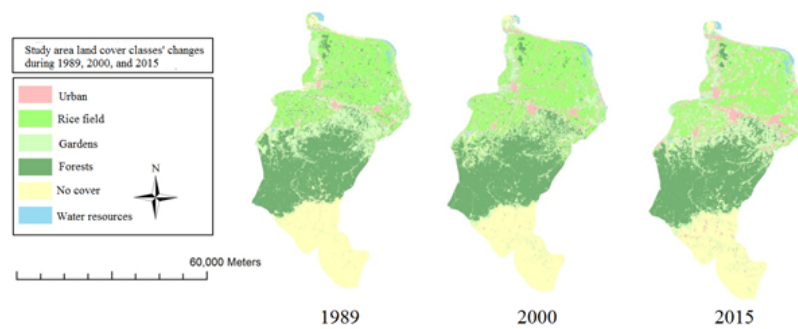 Study area land cover classes' changes
during 1989, 2000, and 2015
Urban
Rice field
Gardens
Forests
No cover
Water resources
N
60,000 Meters
1989
2000
2015